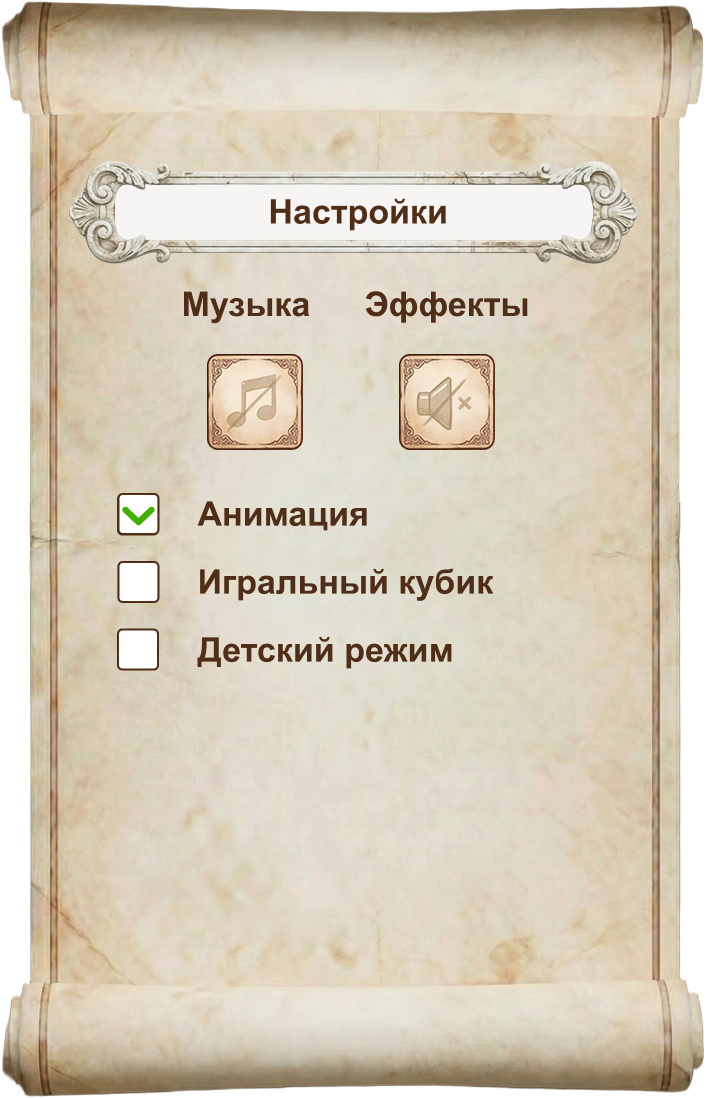 Настройки
Музыка Эффекты
Анимация
Игральный кубик
Детский режим